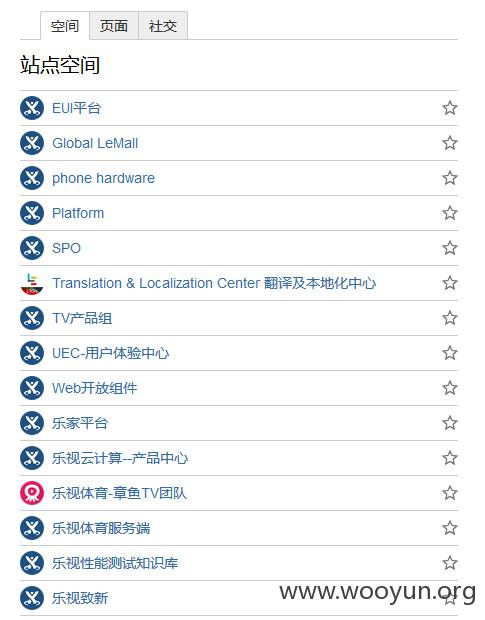 空间 页面 社交
站点空间
EUI平台
Global LeMall
phone hardware
Platform
SPO
Translation & Localization Center 翻译及本地化中心
TV产品组
UEC-用户体验中心
Web开放组件
乐家平台
乐视云计算--产品中心
乐视体育-章鱼TV团队
乐视体育服务端
乐视性能测试知识库
乐视致新
www.wooyun.org